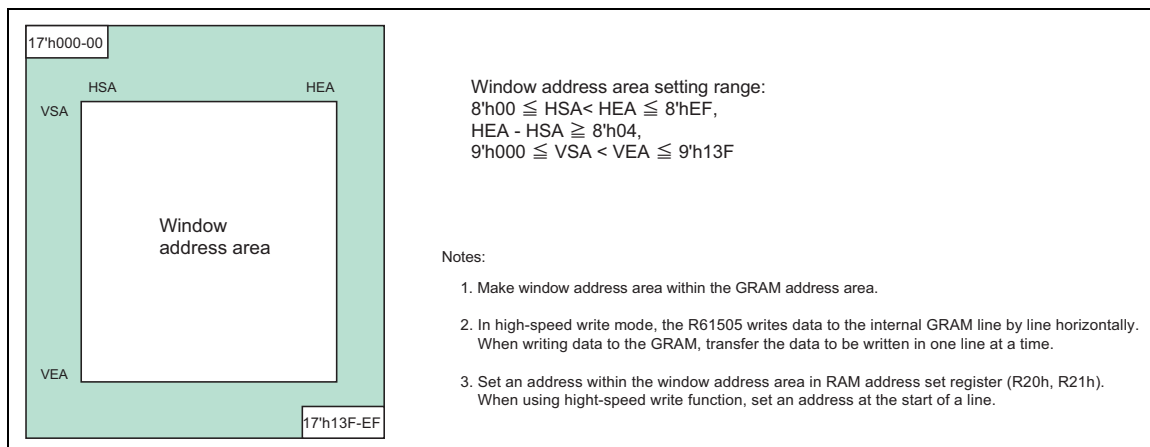 17'h000-00
HSA
HEA
VSA
Window
address area
VEA
17'h13F-EF
Window address area setting range:
8'h00 ≦ HSA< HEA ≦ 8'hEF,
HEA - HSA ≧ 8'h04,
9'h000 ≦ VSA < VEA ≦ 9'h13F
Notes:
1. Make window address area within the GRAM address area.
2. In high-speed write mode, the R61505 writes data to the internal GRAM line by line horizontally.
When writing data to the GRAM, transfer the data to be written in one line at a time.
3. Set an address within the window address area in RAM address set register (R20h, R21h).
When using hight-speed write function, set an address at the start of a line.